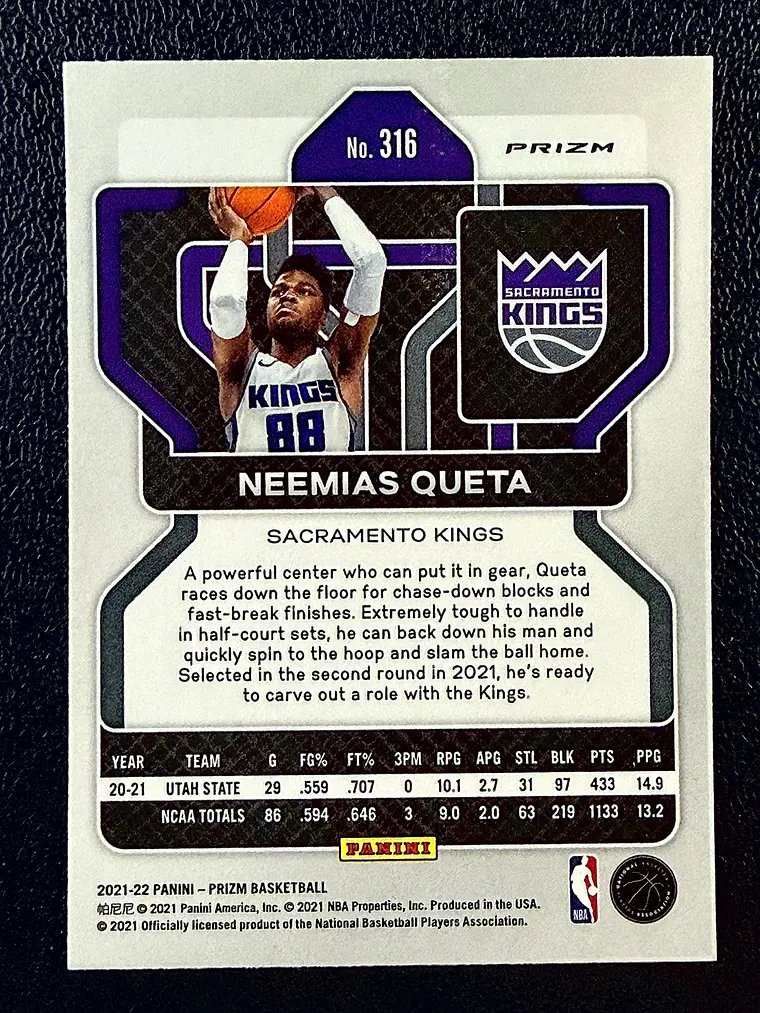 No. 316
PRIZM
SACRAMENTO
KINGS
KINGS
88
NEEMIAS QUETA
SACRAMENTO KINGS
A powerful center who can put it in gear, Queta
races down the floor for chase-down blocks and
fast-break finishes. Extremely tough to handle
in half-court sets, he can back down his man and
quickly spin to the hoop and slam the ball home.
Selected in the second round in 2021, he's ready
to carve out a role with the Kings.
YEAR TEAM G FG% FT% 3PM RPG APG STL BLK PTS PPG
20-21 UTAH STATE 29 .559 .707 0 10.1 2.7 31 97 433 14.9
NCAA TOTALS 86 .594 .646 3 9.0 2.0 63 219 1133 13.2
PANINI
2021-22 PANINI – PRIZM BASKETBALL
帕尼尼 © 2021 Panini America, Inc. © 2021 NBA Properties, Inc. Produced in the USA.
© 2021 Officially licensed product of the National Basketball Players Association.
NBA
NATIONAL BASKETBALL
PLAYERS ASSOCIATION